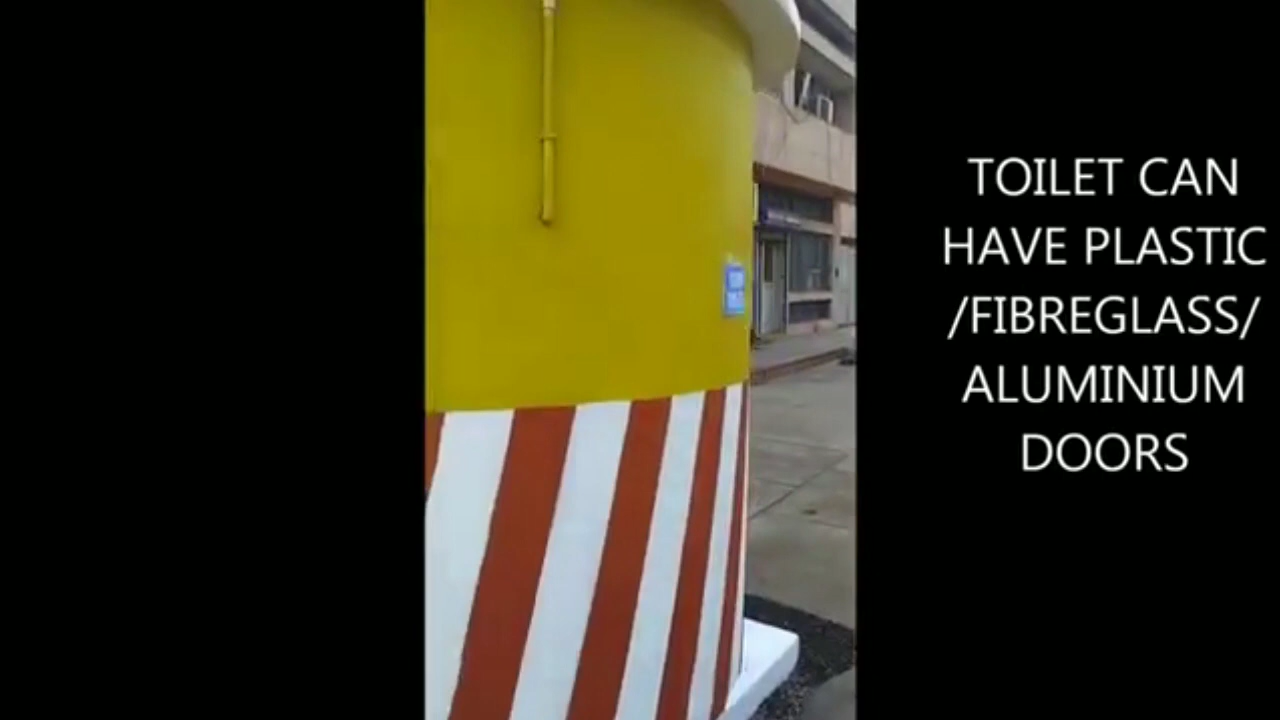 TOILET CAN
HAVE PLASTIC
/FIBREGLASS/
ALUMINIUM
DOORS